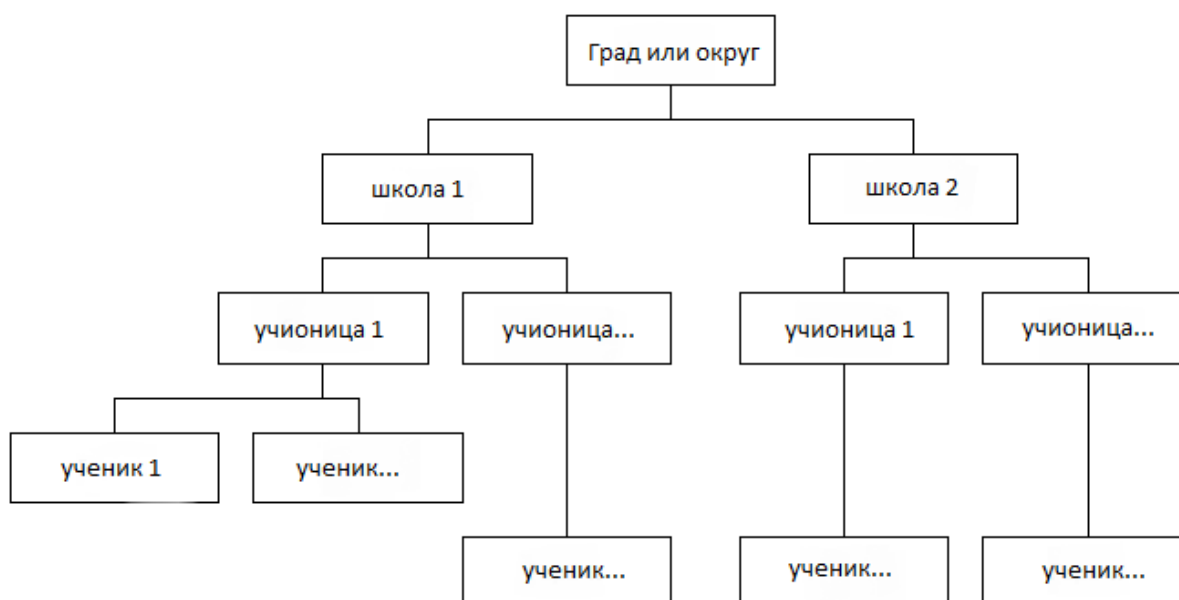 Град или округ
школа 1
школа 2
учионица 1
учионица...
учионица 1
учионица...
ученик 1
ученик...
ученик...
ученик...
ученик...